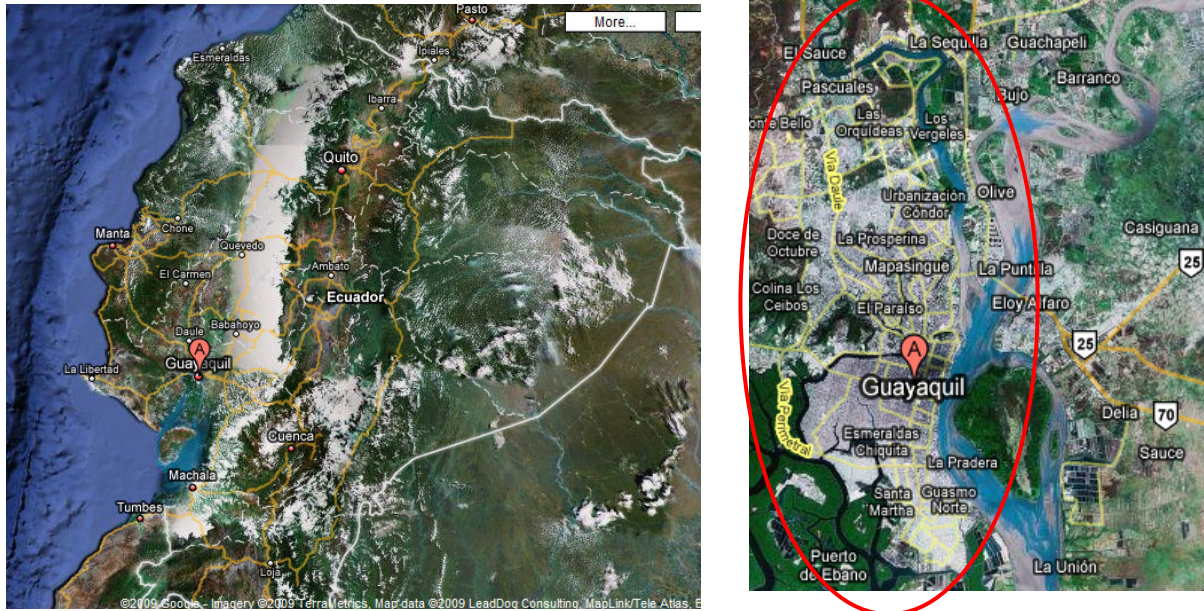 Pasto
More...
Esmeraldas
Ipiales
Ibarra
Quito
Chone
Manta
Quevedo
El Carmen
Ambato
Ecuador
Daule
Babahoyo
A
Guayaquil
La Libertad
Cuenca
Machala
Tumbes
Loja
©2009 Google - Imagery ©2009 TerraMetrics, Map data ©2009 LeadDog Consulting, MapLink/Tele Atlas, E
La Sequilla
Guachapeli
El Sauce
Barranco
Pascuales
Bujo
Las
Orquídeas
Los
Vergeles
Bello
Via Daule
Urbanización
Cóndor
Olive
Doce de
Octubre
La Prosperina
Casiguana
25
Mapasingue
La Puntilla
Colina Los
Ceibos
El Paraíso
Eloy Alfaro
25
A
Guayaquil
Via Perimetral
Delia
70
Esmeraldas
Chiquita
Sauce
La Pradera
Santa
Martha
Guasmo
Norte
Puerto
de Ebano
La Unión